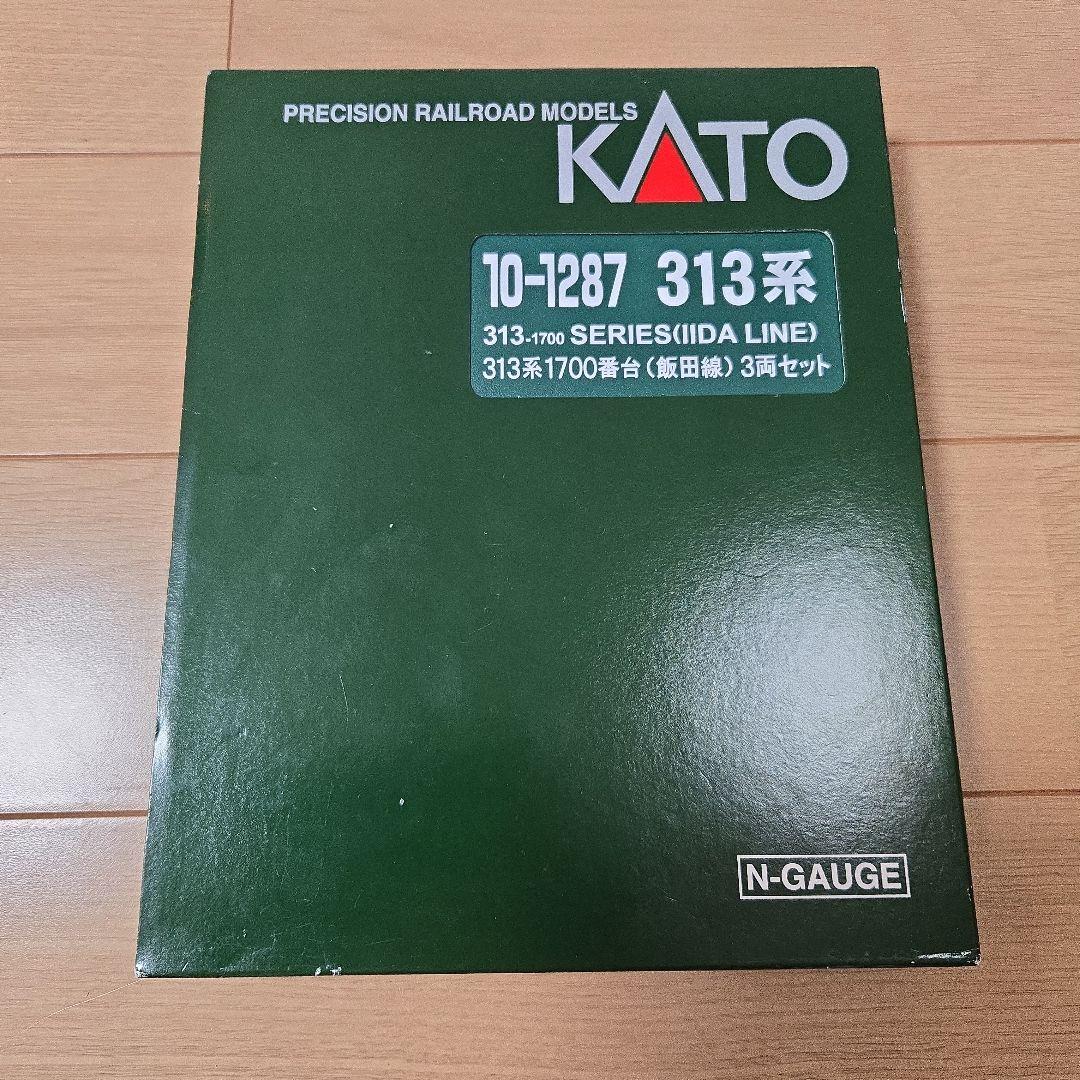 PRECISION RAILROAD MODELS
KATO
10-1287 313系
313-1700 SERIES(IIDA LINE)
313系1700番台(飯田線) 3両セット
N-GAUGE